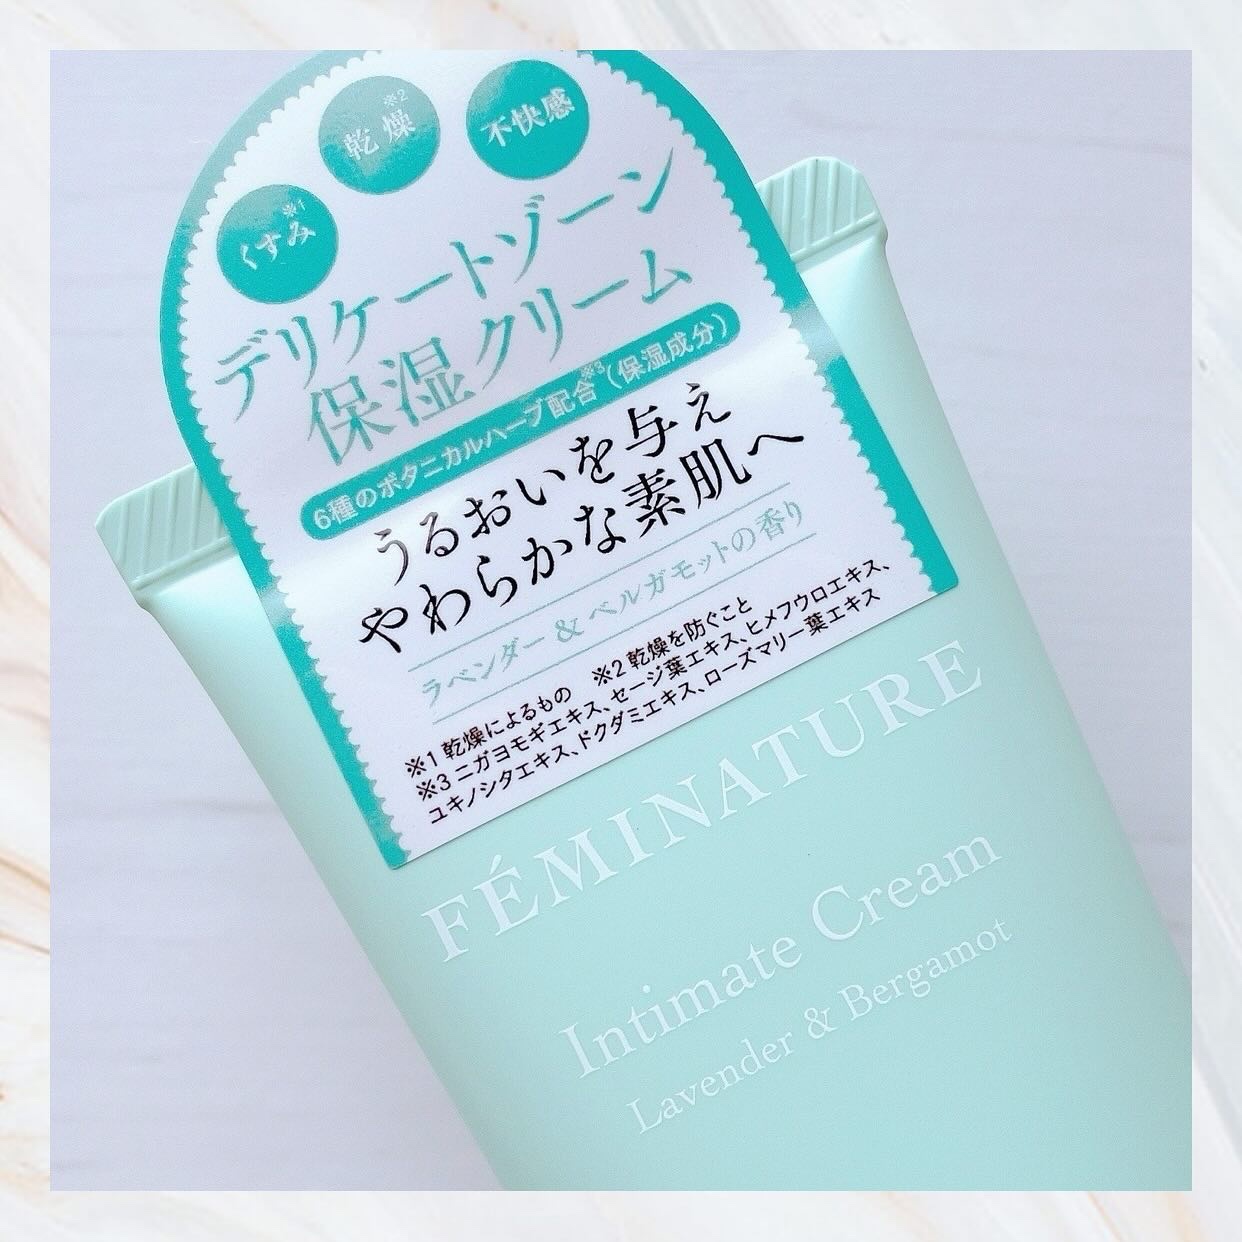 くすみ※1
乾燥※2
不快感
デリケートゾーン
保湿クリーム
6種のボタニカルハーブ配合※3(保湿成分)
うるおいを与え
やわらかな素肌へ
ラベンダー & ベルガモットの香り
※1 乾燥によるもの ※2 乾燥を防ぐこと
※3 ニガヨモギエキス、セージ葉エキス、ヒメフウロエキス、
ユキノシタエキス、ドクダミエキス、ローズマリー葉エキス
FÉMINATURE
Intimate Cream
Lavender & Bergamot